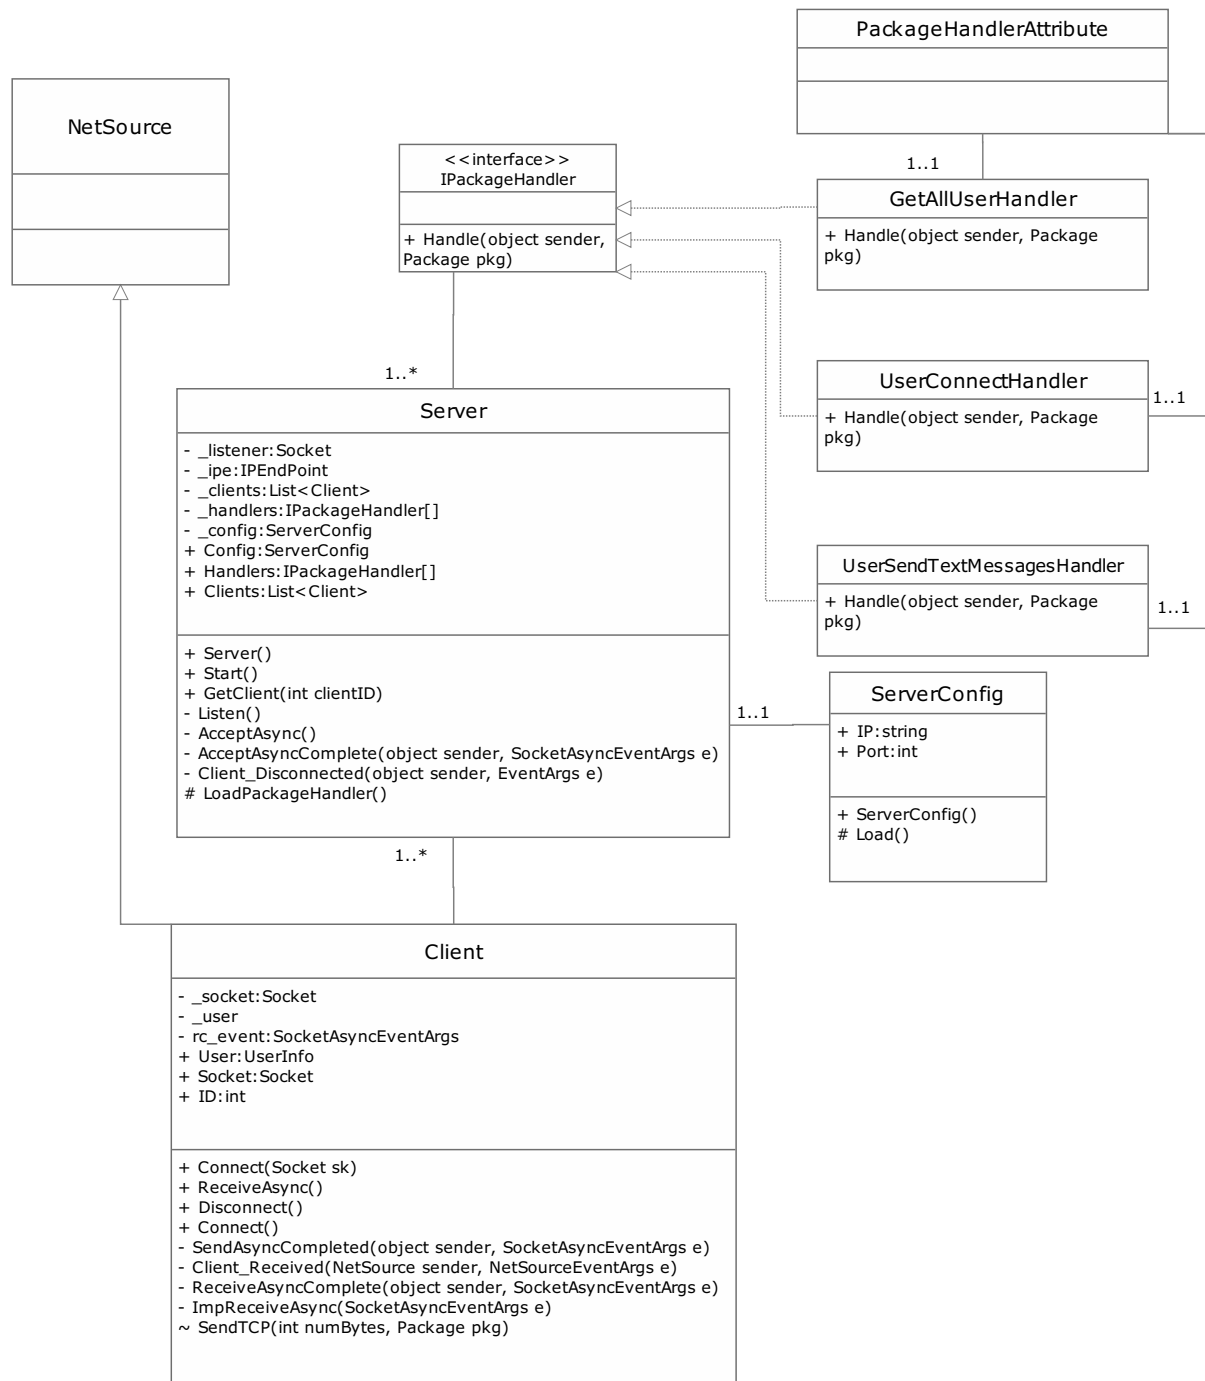 PackageHandlerAttribute
NetSource
<<interface>>
IPackageHandler
+ Handle(object sender,
Package pkg)
1..1
GetAllUserHandler
+ Handle(object sender, Package
pkg)
UserConnectHandler
+ Handle(object sender, Package
pkg)
1..1
UserSendTextMessagesHandler
+ Handle(object sender, Package
pkg)
1..1
1..*
Server
- _listener:Socket
- _ipe:IPEndPoint
- _clients:List<Client>
- _handlers:IPackageHandler[]
- _config:ServerConfig
+ Config:ServerConfig
+ Handlers:IPackageHandler[]
+ Clients:List<Client>
+ Server()
+ Start()
+ GetClient(int clientID)
- Listen()
- AcceptAsync()
- AcceptAsyncComplete(object sender, SocketAsyncEventArgs e)
- Client_Disconnected(object sender, EventArgs e)
# LoadPackageHandler()
1..1
ServerConfig
+ IP:string
+ Port:int
+ ServerConfig()
# Load()
1..*
Client
- _socket:Socket
- _user
- rc_event:SocketAsyncEventArgs
+ User:UserInfo
+ Socket:Socket
+ ID:int
+ Connect(Socket sk)
+ ReceiveAsync()
+ Disconnect()
+ Connect()
- SendAsyncCompleted(object sender, SocketAsyncEventArgs e)
- Client_Received(NetSource sender, NetSourceEventArgs e)
- ReceiveAsyncComplete(object sender, SocketAsyncEventArgs e)
- ImpReceiveAsync(SocketAsyncEventArgs e)
~ SendTCP(int numBytes, Package pkg)